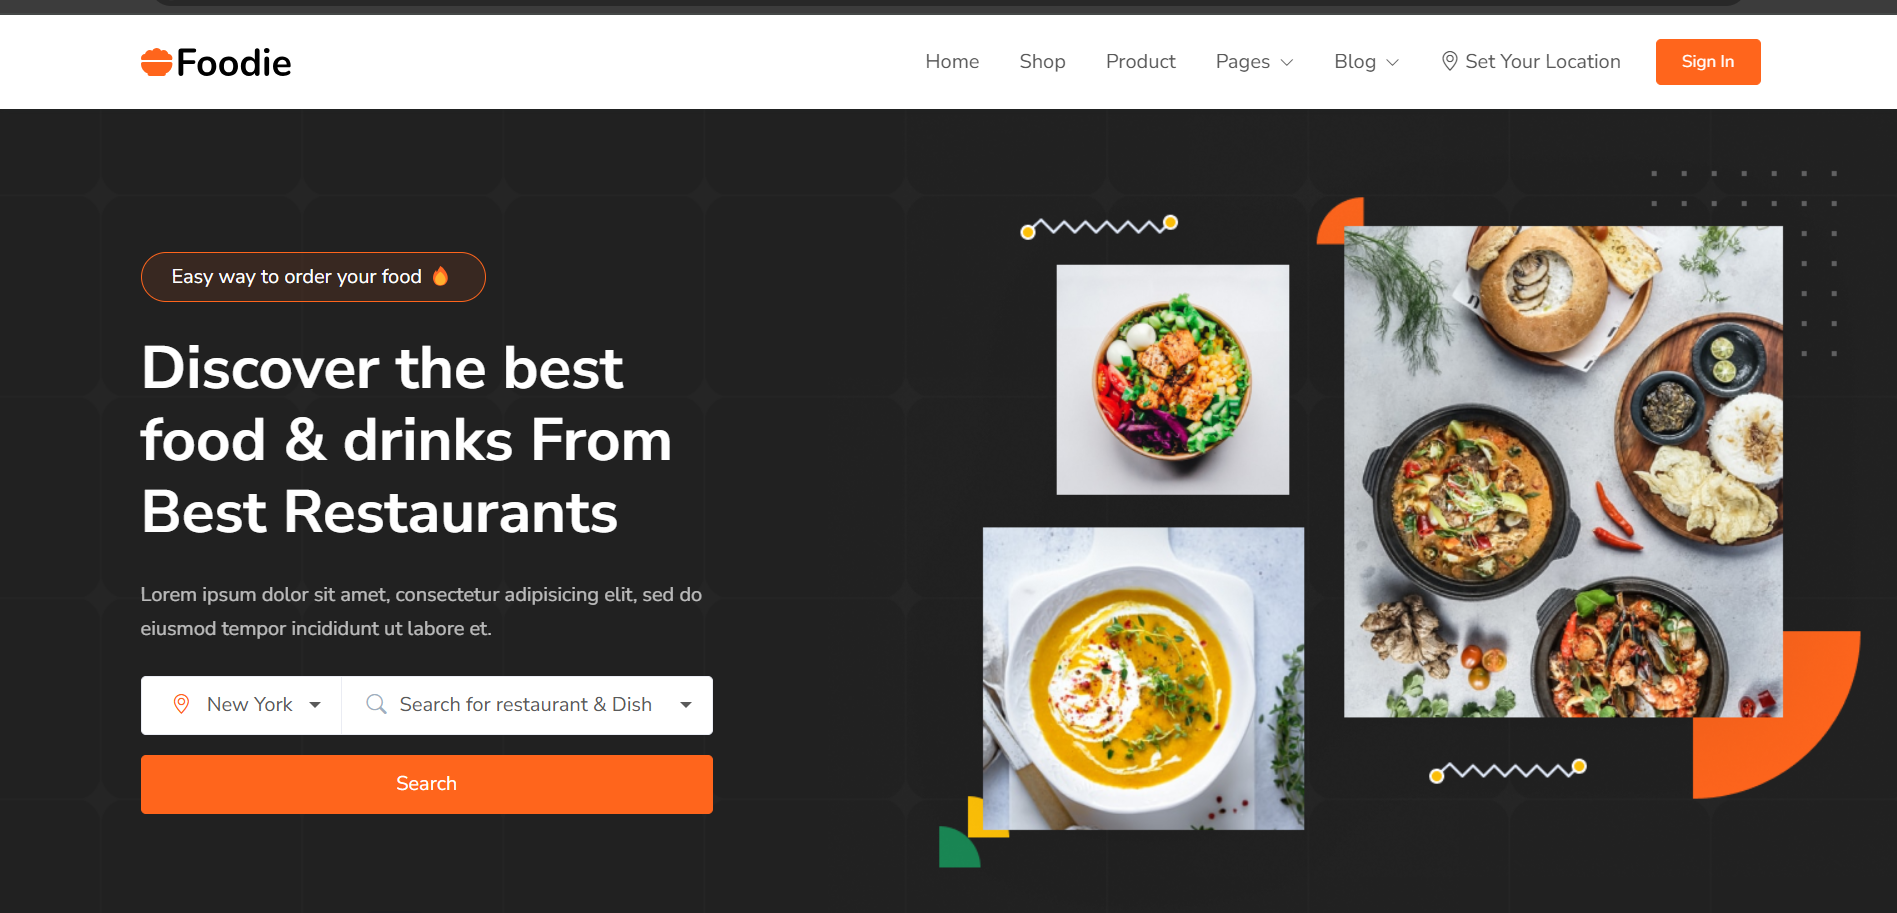 Foodie
Home
Shop
Product
Pages
Blog
Set Your Location
Sign In
Easy way to order your food 🔥
Discover the best
food & drinks From
Best Restaurants
Lorem ipsum dolor sit amet, consectetur adipisicing elit, sed do
eiusmod tempor incididunt ut labore et.
New York
Search for restaurant & Dish
Search